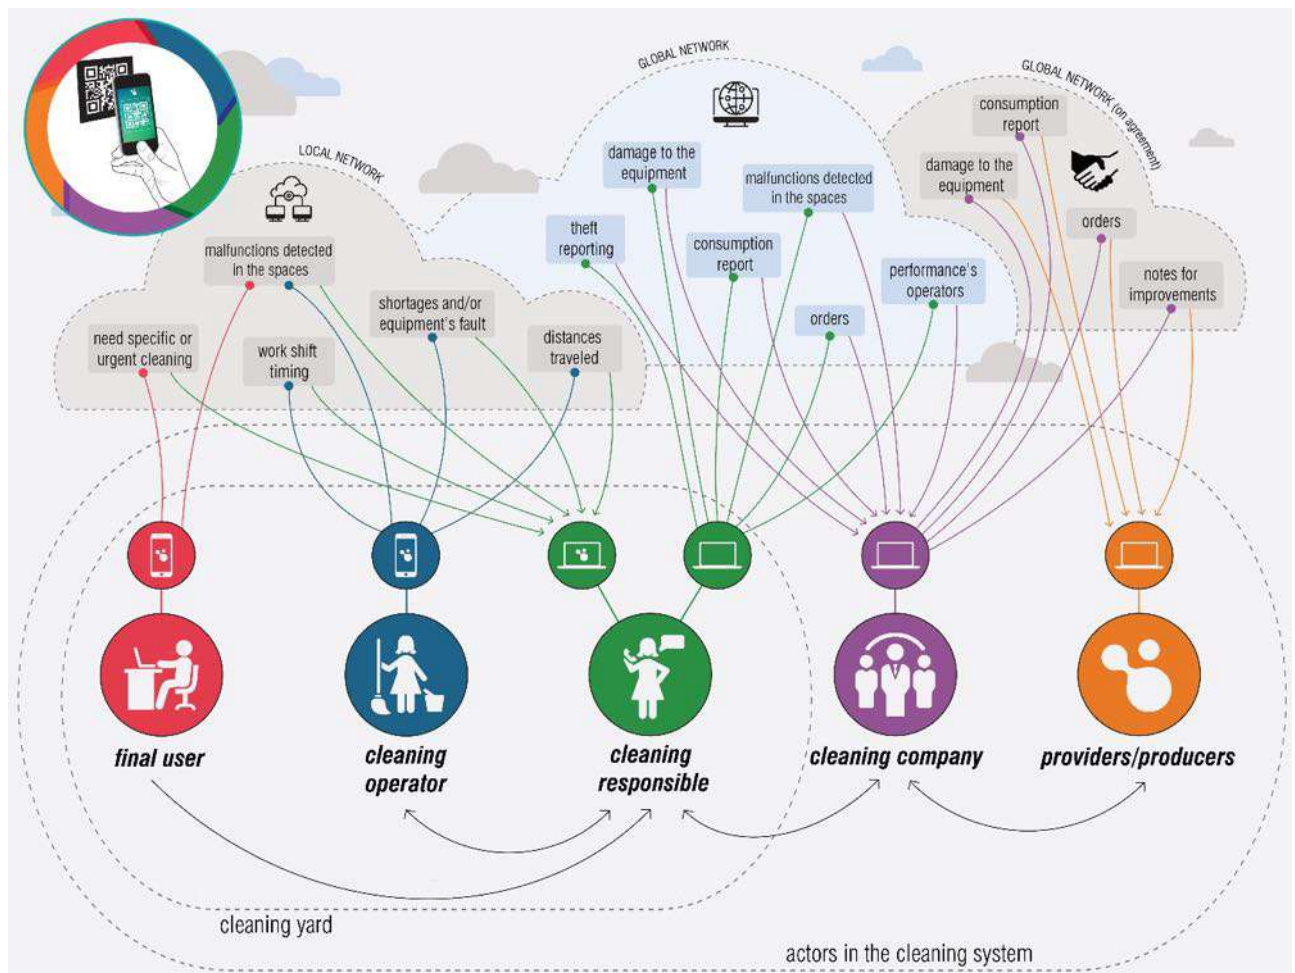 GLOBAL NETWORK
GLOBAL NETWORK (on agreement)
consumption
report
damage to the
equipment
orders
notes for
improvements
damage to the
equipment
malfunctions detected
in the spaces
theft
reporting
consumption
report
performance's
operators
orders
LOCAL NETWORK
malfunctions detected
in the spaces
shortages and/or
equipment's fault
need specific or
urgent cleaning
work shift
timing
distances
traveled
final user
cleaning
operator
cleaning
responsible
cleaning company
providers/producers
cleaning yard
actors in the cleaning system